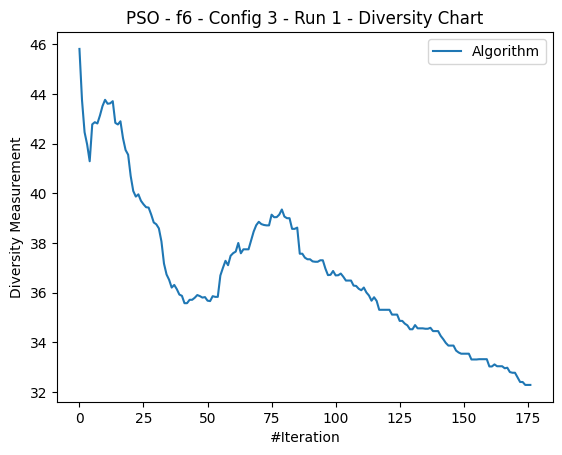 PSO - f6 - Config 3 - Run 1 - Diversity Chart
Algorithm
46
44
42
40
38
36
34
32
Diversity Measurement
0 25 50 75 100 125 150 175
#Iteration